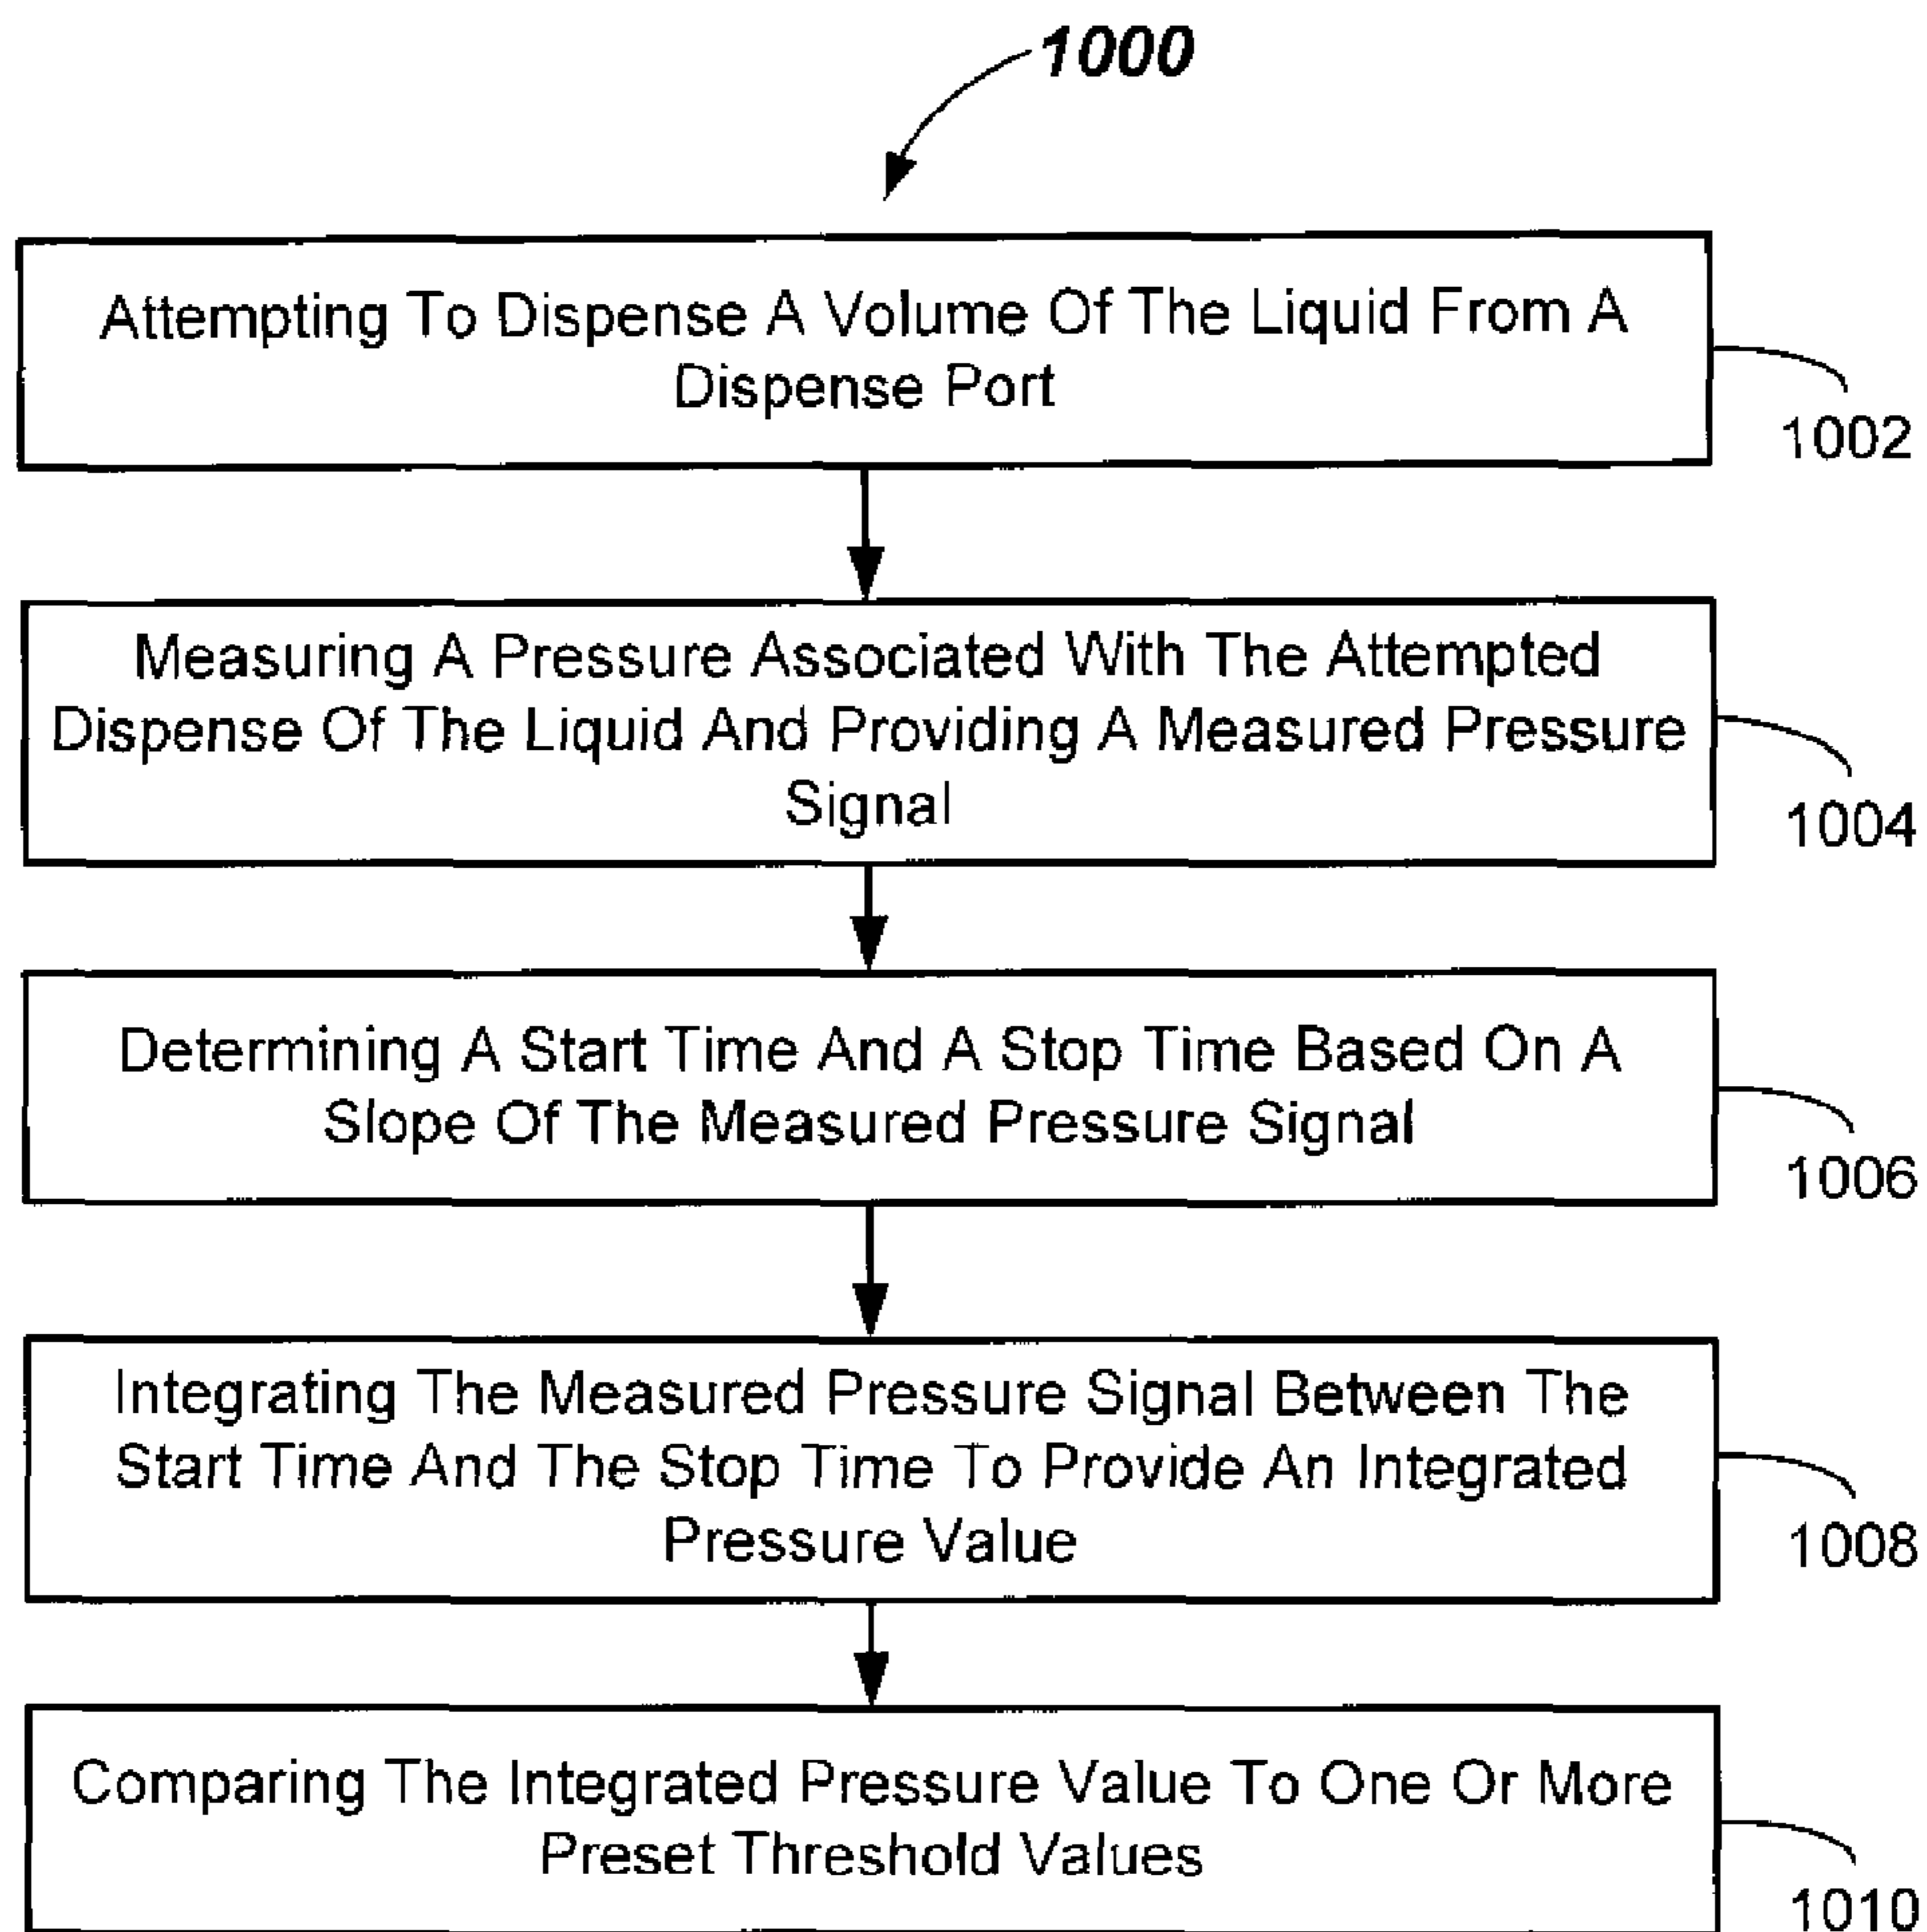 1000
Attempting To Dispense A Volume Of The Liquid From A
Dispense Port
1002
Measuring A Pressure Associated With The Attempted
Dispense Of The Liquid And Providing A Measured Pressure
Signal
1004
Determining A Start Time And A Stop Time Based On A
Slope Of The Measured Pressure Signal
1006
Integrating The Measured Pressure Signal Between The
Start Time And The Stop Time To Provide An Integrated
Pressure Value
1008
Comparing The Integrated Pressure Value To One Or More
Preset Threshold Values
1010